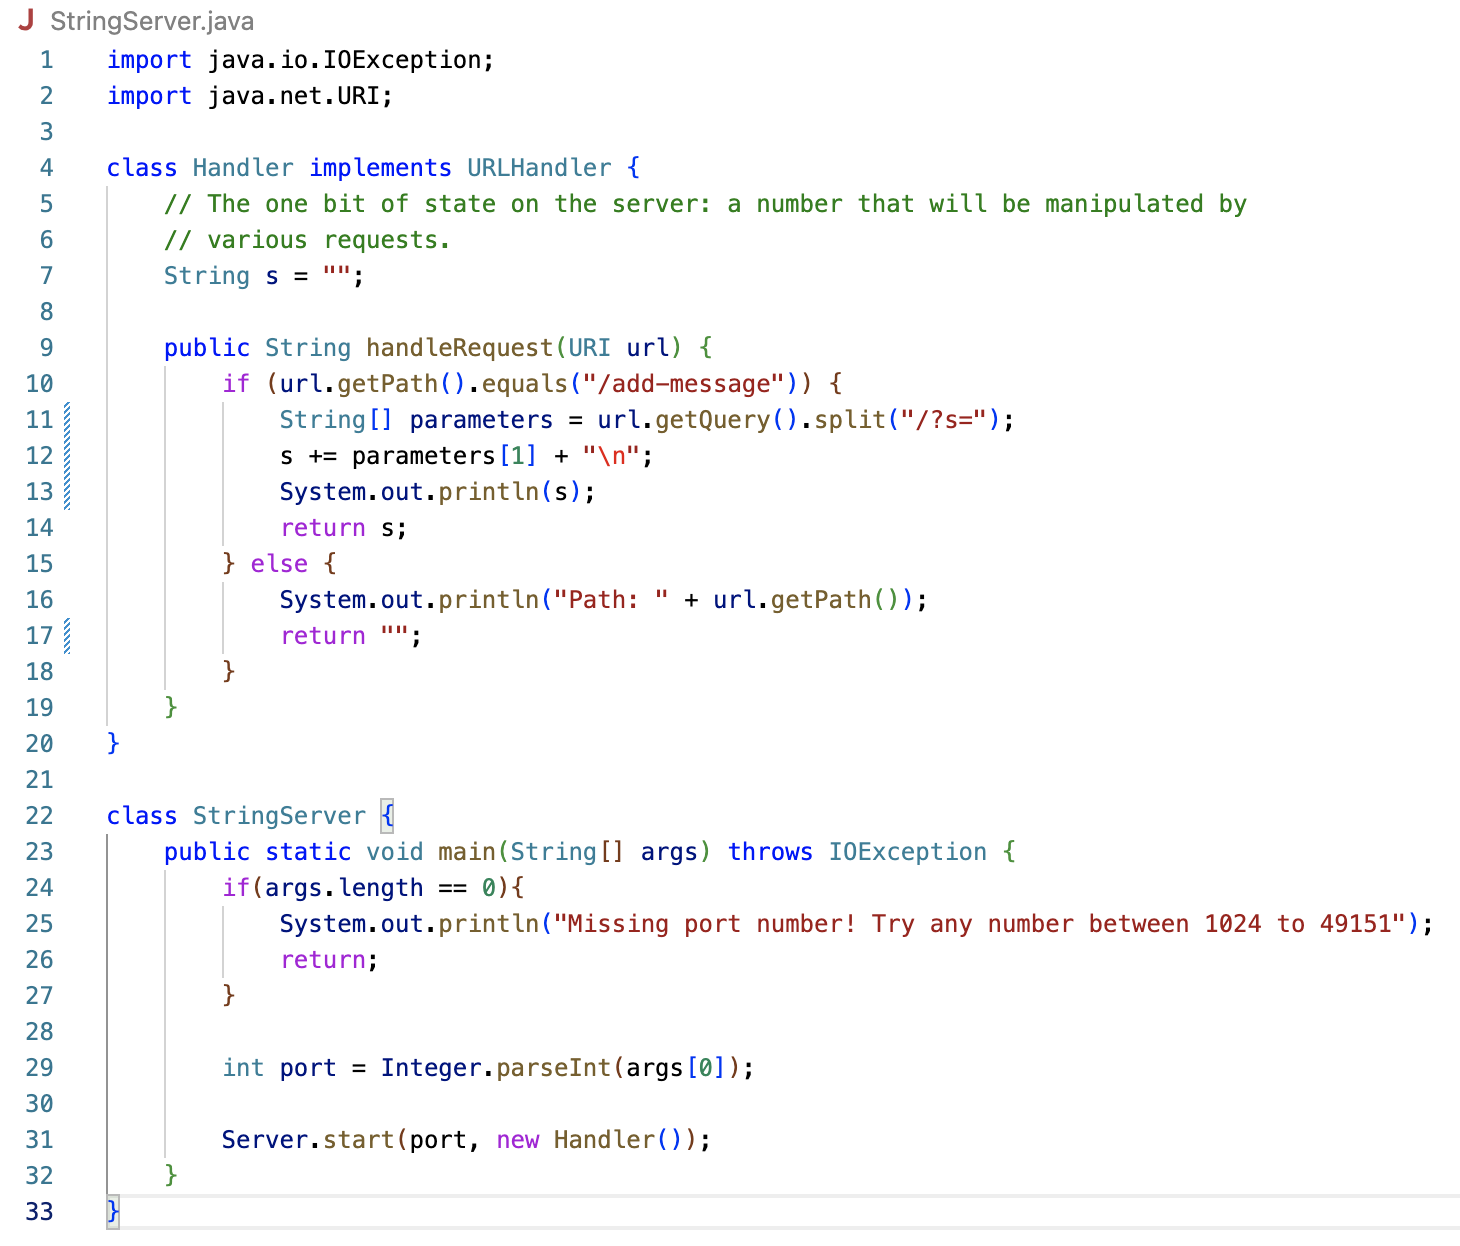 J StringServer.java
1 import java.io.IOException;
2 import java.net.URI;
3
4 class Handler implements URLHandler {
5     // The one bit of state on the server: a number that will be manipulated by
6     // various requests.
7     String s = "";
8
9     public String handleRequest(URI url) {
10         if (url.getPath().equals("/add-message")) {
11             String[] parameters = url.getQuery().split("/?s=");
12             s += parameters[1] + "\n";
13             System.out.println(s);
14             return s;
15         } else {
16             System.out.println("Path: " + url.getPath());
17             return "";
18         }
19     }
20 }
21
22 class StringServer {
23     public static void main(String[] args) throws IOException {
24         if(args.length == 0){
25             System.out.println("Missing port number! Try any number between 1024 to 49151");
26             return;
27         }
28
29         int port = Integer.parseInt(args[0]);
30
31         Server.start(port, new Handler());
32     }
33 }